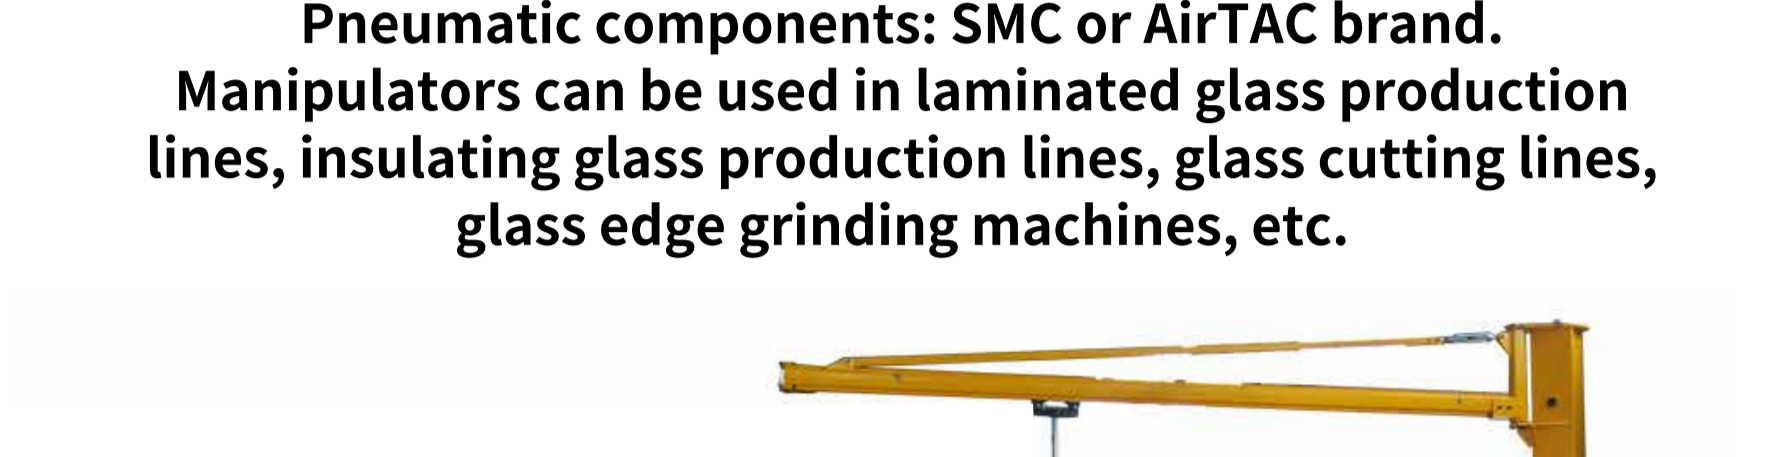 Pneumatic components: SMC or AirTAC brand.
Manipulators can be used in laminated glass production
lines, insulating glass production lines, glass cutting lines,
glass edge grinding machines, etc.